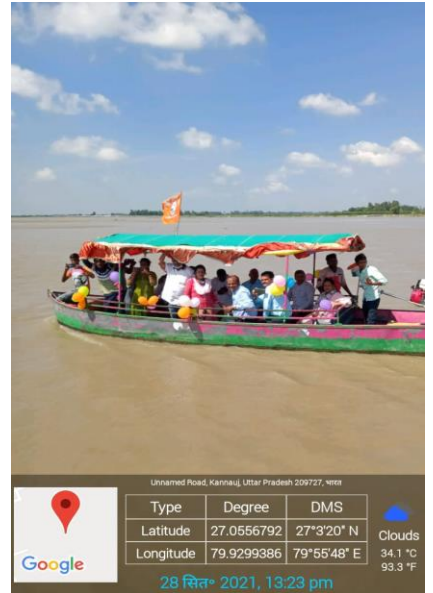 Unnamed Road, Kannauj, Uttar Pradesh 209727, भारत
Type Degree DMS
Latitude 27.0556792 27°3'20" N
Longitude 79.9299386 79°55'48" E
Google
Clouds
34.1 °C
93.3 °F
28 सित॰ 2021, 13:23 pm